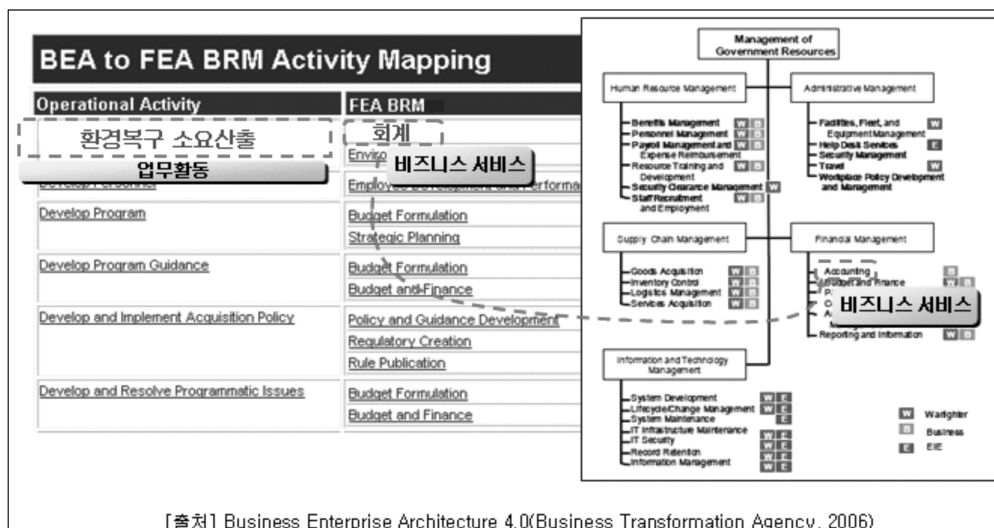 BEA to FEA BRM Activity Mapping
Operational Activity
FEA BRM
환경복구 소요산출
회계
업무활동
비즈니스 서비스
Develop Program
Budget Formulation
Strategic Planning
Develop Program Guidance
Budget Formulation
Budget and Finance
Develop and Implement Acquisition Policy
Policy and Guidance Development
Regulatory Creation
Rule Publication
Develop and Resolve Programmatic Issues
Budget Formulation
Budget and Finance
Management of
Government Resources
Human Resource Management
Benefits Management W B
Personnel Management W B
Payroll Management and W B
Expense Reimbursement
Resource Training and W B
Development
Security Clearance Management W
Staff Recruitment W B
and Employment
Administrative Management
Facilities, Fleet, and W
Equipment Management
Help Desk Services E
Security Management
Travel W
Workplace Policy Development
and Management
Supply Chain Management
Goods Acquisition W B
Inventory Control W B
Logistics Management W B
Services Acquisition W B
Financial Management
Accounting B
Budget and Finance W B
비즈니스 서비스
Reporting and Information W B
Information and Technology
Management
System Development W E
Lifecycle/Change Management W E
System Maintenance E
IT Infrastructure Maintenance
IT Security W E
Record Retention W E
Information Management W E
W Warfighter
B Business
E EIE
[출처] Business Enterprise Architecture 4.0(Business Transformation Agency, 2006)